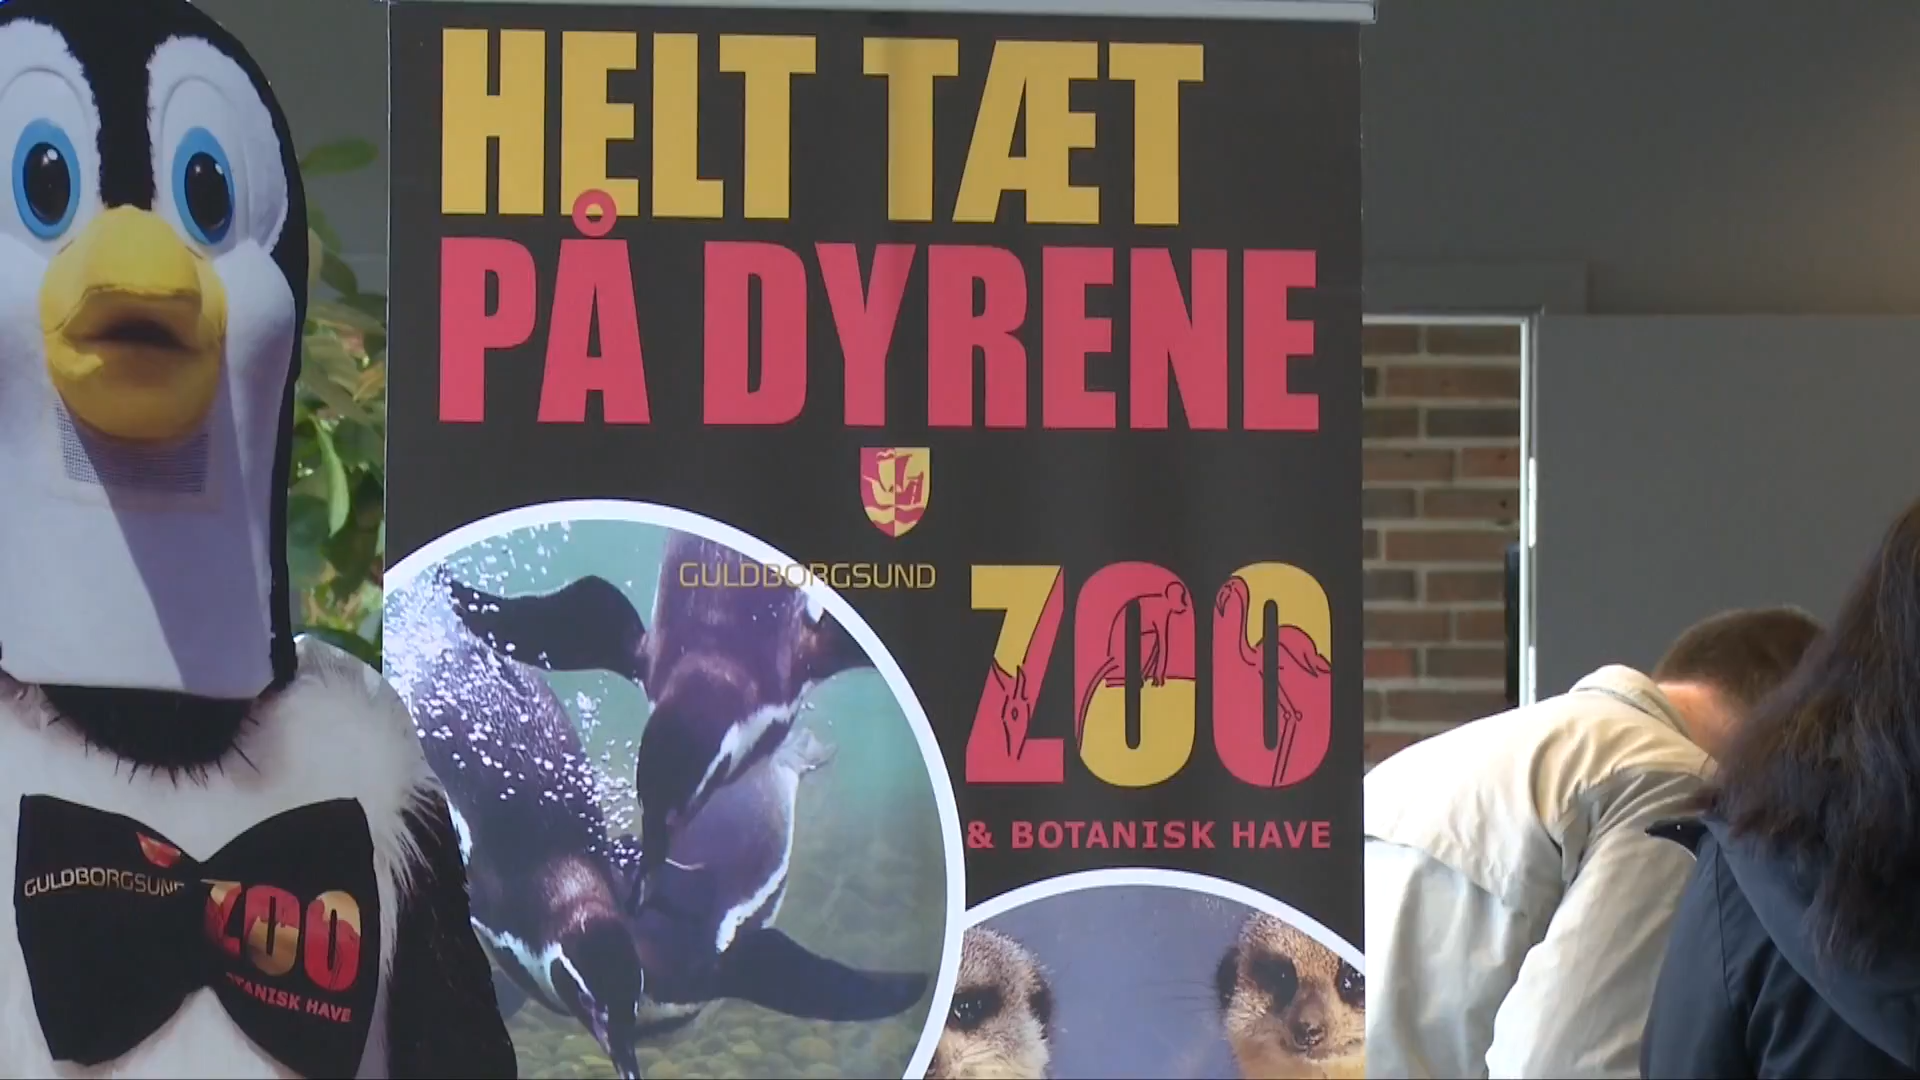 HELT TÆT
PÅ DYRENE
GULDBORGSUND
ZOO
& BOTANISK HAVE
GULDBORGSUND
ZOO
BOTANISK HAVE